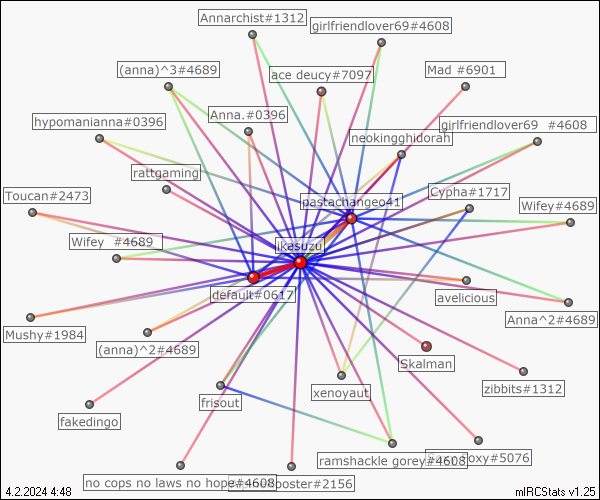 Annarchist#1312
girlfriendlover69#4608
(anna)^3#4689
ace deucy#7097
Mad #6901
hypomanianna#0396
Anna.#0396
neokingghidorah
girlfriendlover69 #4608
rattgaming
Toucan#2473
pastachangeo41
Cypha#1717
Wifey#4689
Wifey #4689
ikesuzu
default#0617
avelicious
Mushy#1984
(anna)^2#4689
Anna^2#4689
Skalman
fakedingo
frisout
xenoyaut
zibbits#1312
ramshackle gorey#4608
oxy#5076
no cops no laws no hope#4608
oster#2156
4.2.2024 4:48
mIRCStats v1.25